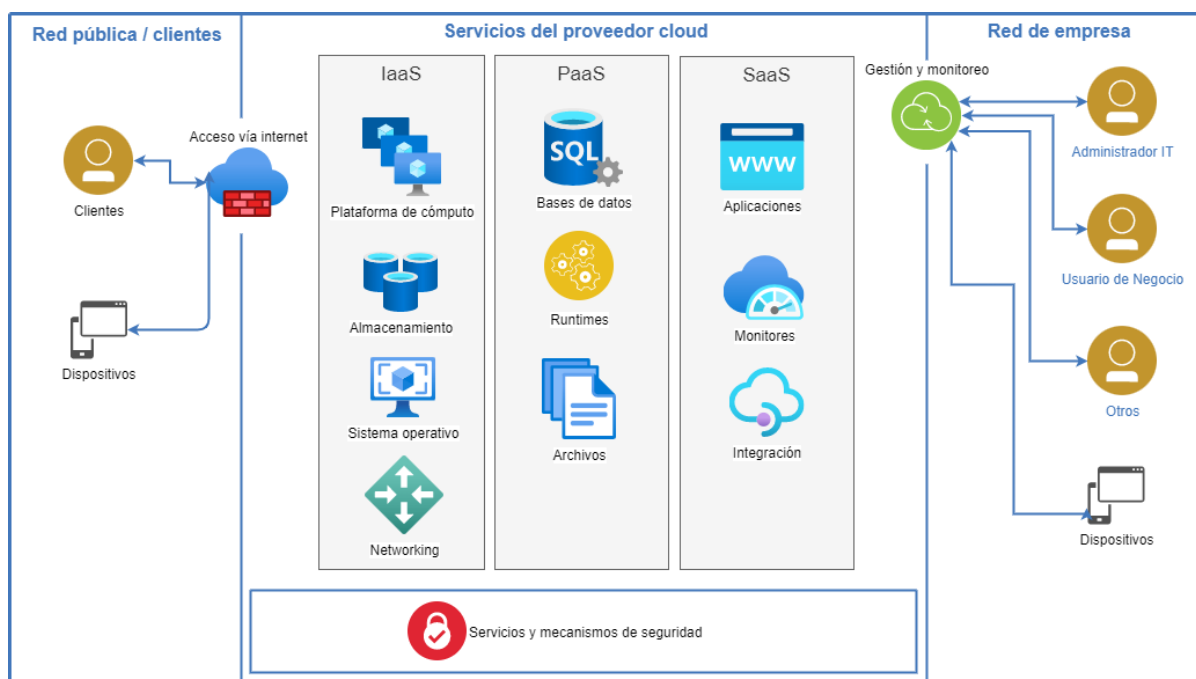 Red pública / clientes
Servicios del proveedor cloud
Red de empresa
Clientes
Acceso vía internet
Dispositivos
IaaS
Plataforma de cómputo
Almacenamiento
Sistema operativo
Networking
PaaS
SQL
Bases de datos
Runtimes
Archivos
SaaS
www
Aplicaciones
Monitores
Integración
Gestión y monitoreo
Administrador IT
Usuario de Negocio
Otros
Dispositivos
Servicios y mecanismos de seguridad